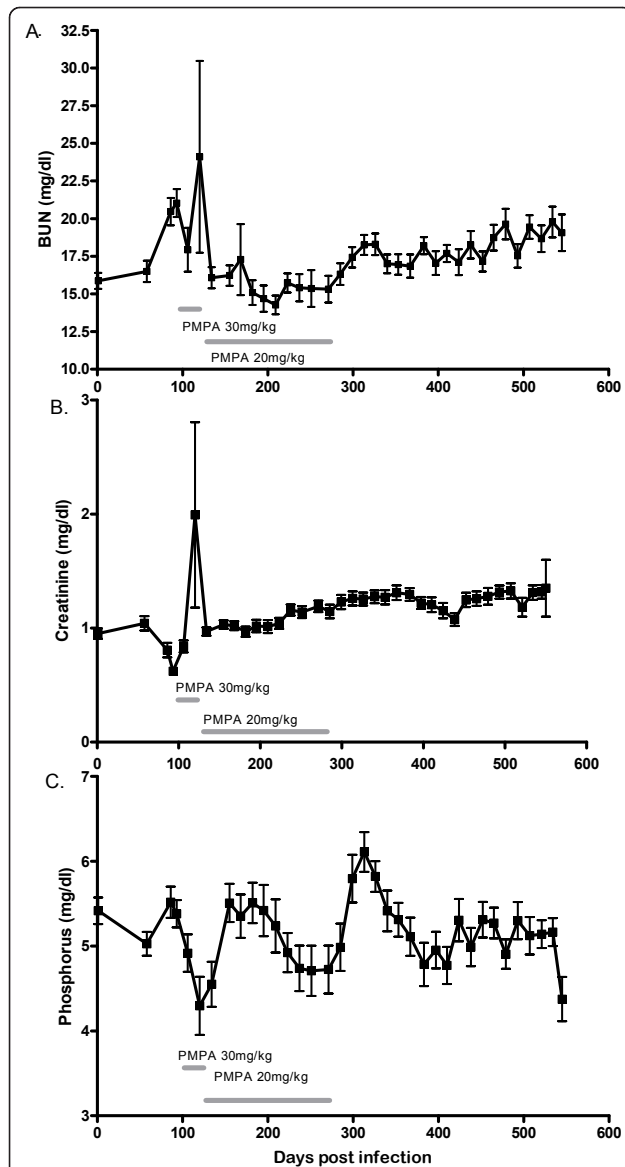 A.
BUN (mg/dl)
32.5
30.0
27.5
25.0
22.5
20.0
17.5
15.0
12.5
10.0
PMPA 30mg/kg
PMPA 20mg/kg
0 100 200 300 400 500 600
B.
Creatinine (mg/dl)
3
2
1
0
PMPA 30mg/kg
PMPA 20mg/kg
0 100 200 300 400 500 600
C.
Phosphorus (mg/dl)
7
6
5
4
3
PMPA 30mg/kg
PMPA 20mg/kg
0 100 200 300 400 500 600
Days post infection